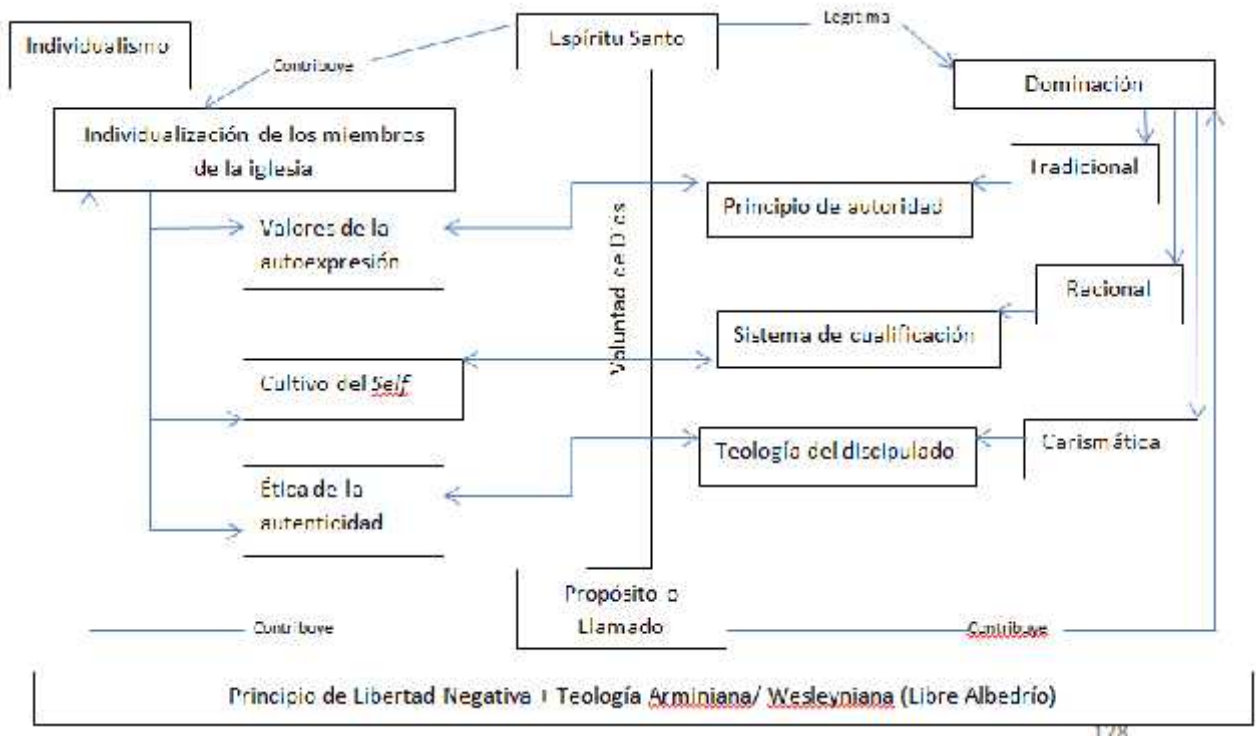 Individualismo
Espíritu Santo
Legitima
Contribuye
Dominación
Individualización de los miembros
de la iglesia
Tradicional
Principio de autoridad
Valores de la
autoexpresión
Voluntad de Dios
Racional
Sistema de cualificación
Cultivo del Self
Carismática
Teología del discipulado
Ética de la
autenticidad
Propósito o
Llamado
Contribuye
Contribuye
Principio de Libertad Negativa + Teología Arminiana/ Wesleyniana (Libre Albedrío)
128